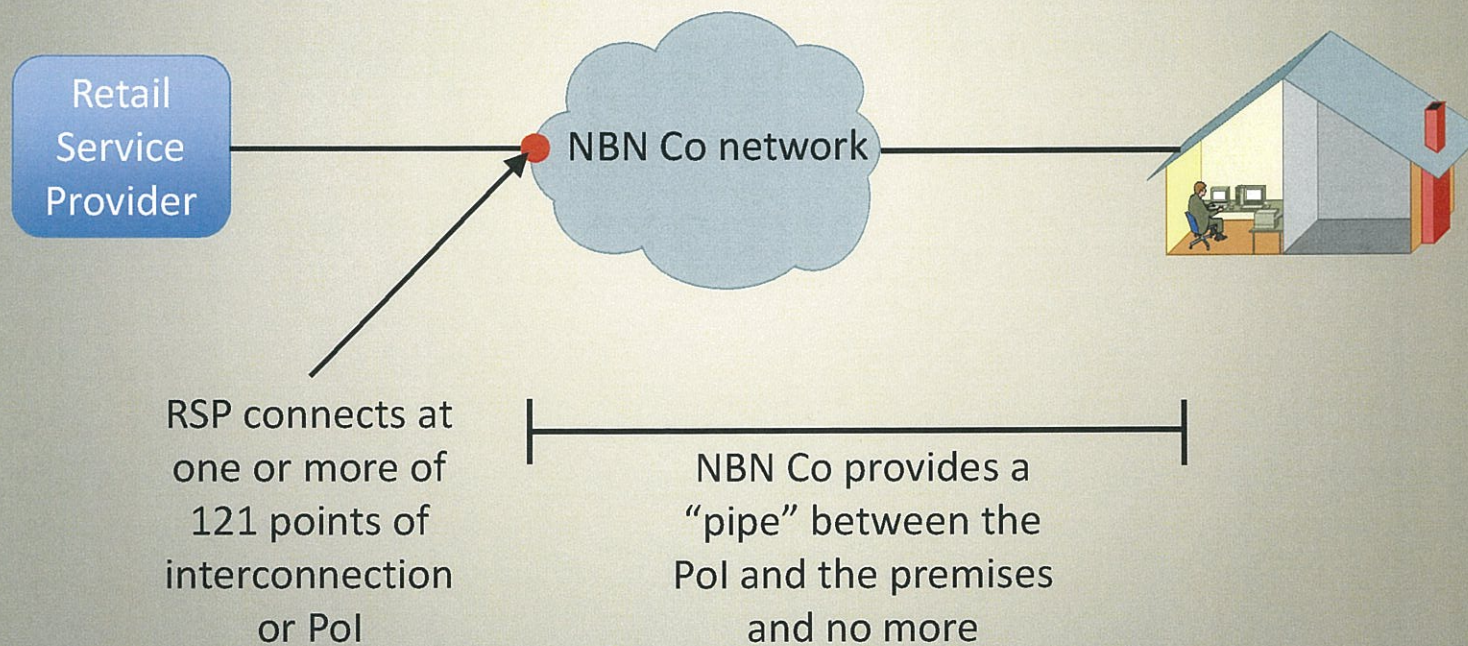 Retail
Service
Provider
NBN Co network
RSP connects at
one or more of
121 points of
interconnection
or PoI
NBN Co provides a
“pipe” between the
PoI and the premises
and no more